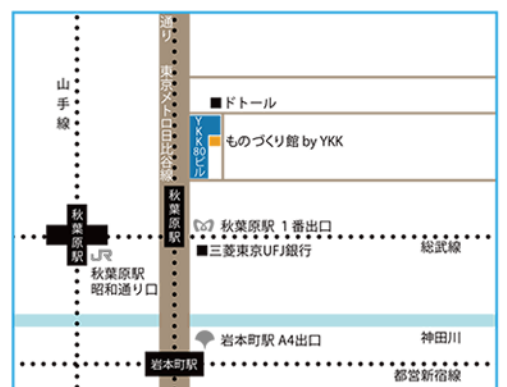 通り
東京メトロ日比谷線
山手線
ドトール
YKK80ビル
ものづくり館 by YKK
秋葉原駅
秋葉原駅
秋葉原駅 1番出口
三菱東京UFJ銀行
総武線
JR
秋葉原駅
昭和通り口
岩本町駅 A4出口
神田川
岩本町駅
都営新宿線